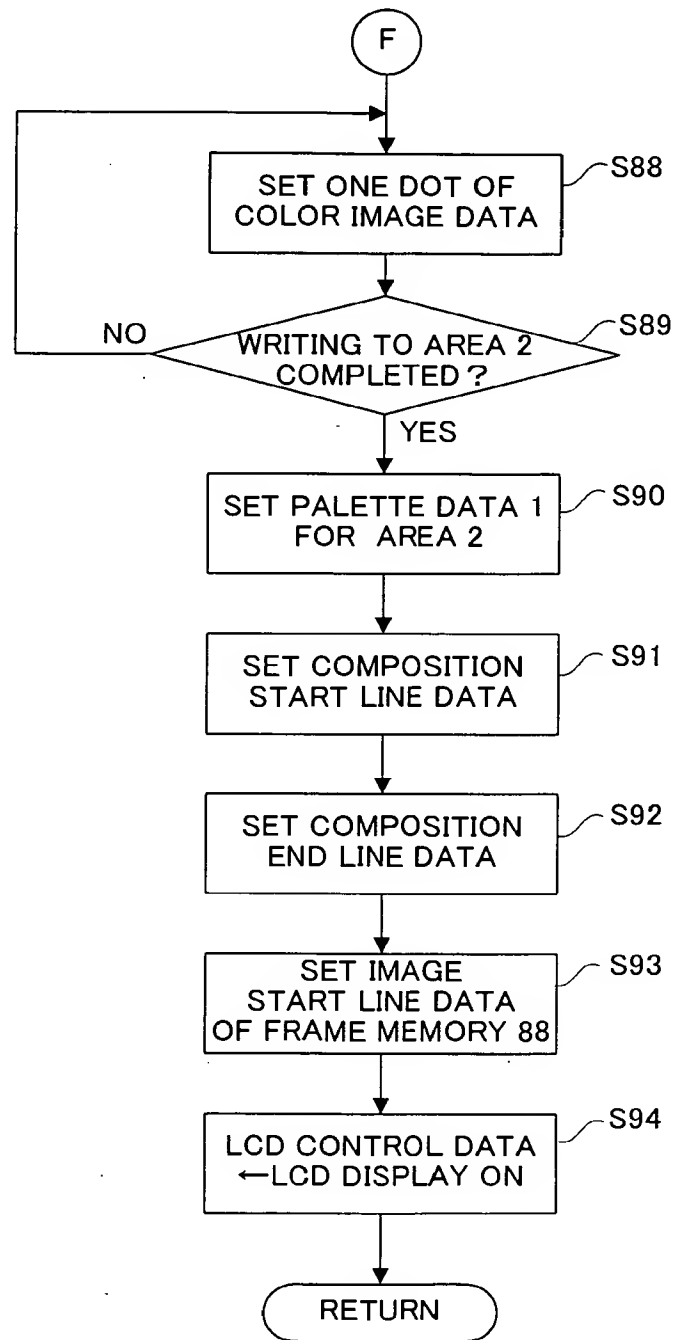 F
SET ONE DOT OF
COLOR IMAGE DATA
S88
WRITING TO AREA 2
COMPLETED?
S89
NO
YES
SET PALETTE DATA 1
FOR AREA 2
S90
SET COMPOSITION
START LINE DATA
S91
SET COMPOSITION
END LINE DATA
S92
SET IMAGE
START LINE DATA
OF FRAME MEMORY 88
S93
LCD CONTROL DATA
←LCD DISPLAY ON
S94
RETURN